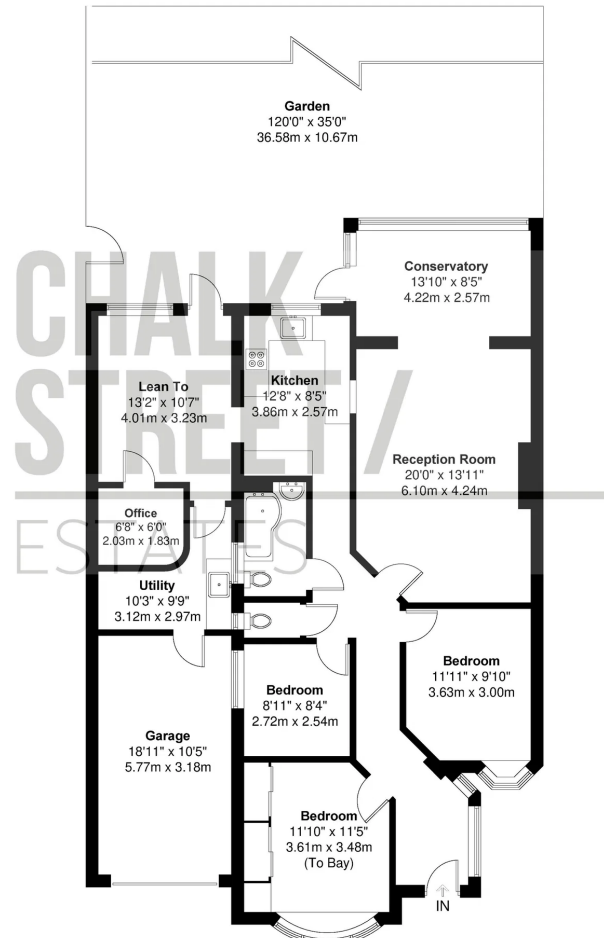 Garden
120'0" x 35'0"
36.58m x 10.67m
CHALK
STREET /
ESTATES
Conservatory
13'10" x 8'5"
4.22m x 2.57m
Lean To
13'2" x 10'7"
4.01m x 3.23m
Kitchen
12'8" x 8'5"
3.86m x 2.57m
Reception Room
20'0" x 13'11"
6.10m x 4.24m
Office
6'8" x 6'0"
2.03m x 1.83m
Utility
10'3" x 9'9"
3.12m x 2.97m
Bedroom
11'11" x 9'10"
3.63m x 3.00m
Bedroom
8'11" x 8'4"
2.72m x 2.54m
Garage
18'11" x 10'5"
5.77m x 3.18m
Bedroom
11'10" x 11'5"
3.61m x 3.48m
(To Bay)
IN